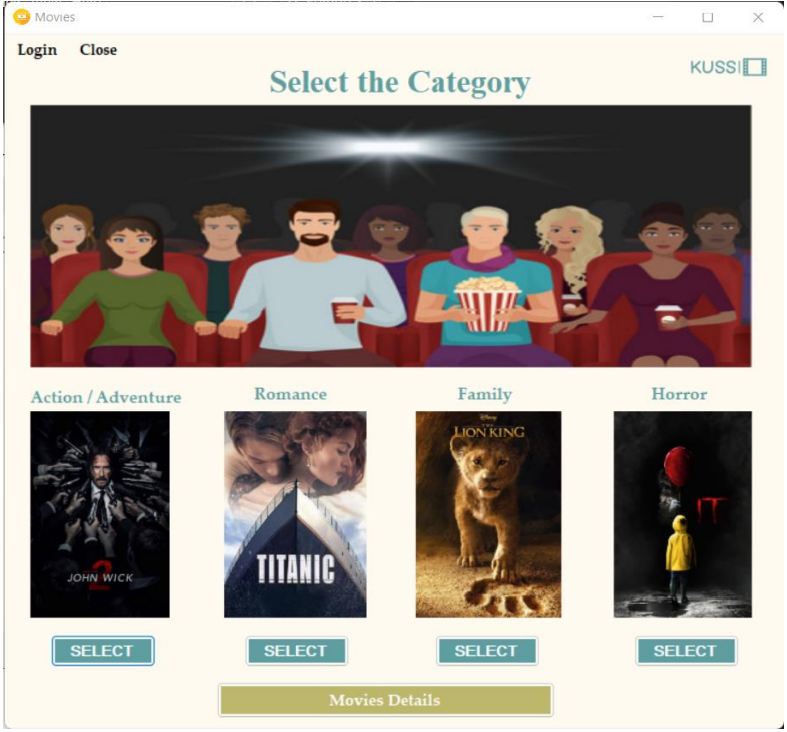 Movies
Login Close
KUSSI
Select the Category
Action / Adventure
Romance
Family
Horror
JOHN WICK
2
TITANIC
Disney
THE
LION KING
IT
SELECT
SELECT
SELECT
SELECT
Movies Details